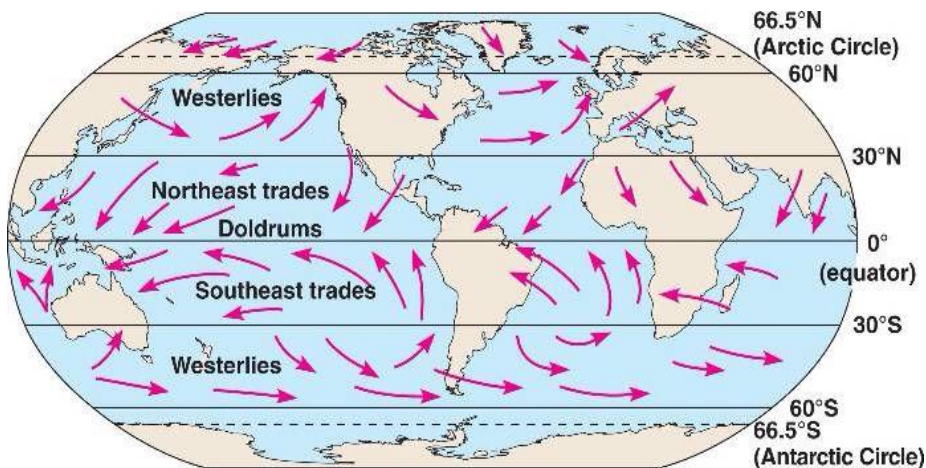 66.5°N
(Arctic Circle)
60°N
Westerlies
30°N
Northeast trades
Doldrums
0°
(equator)
Southeast trades
30°S
Westerlies
60°S
66.5°S
(Antarctic Circle)